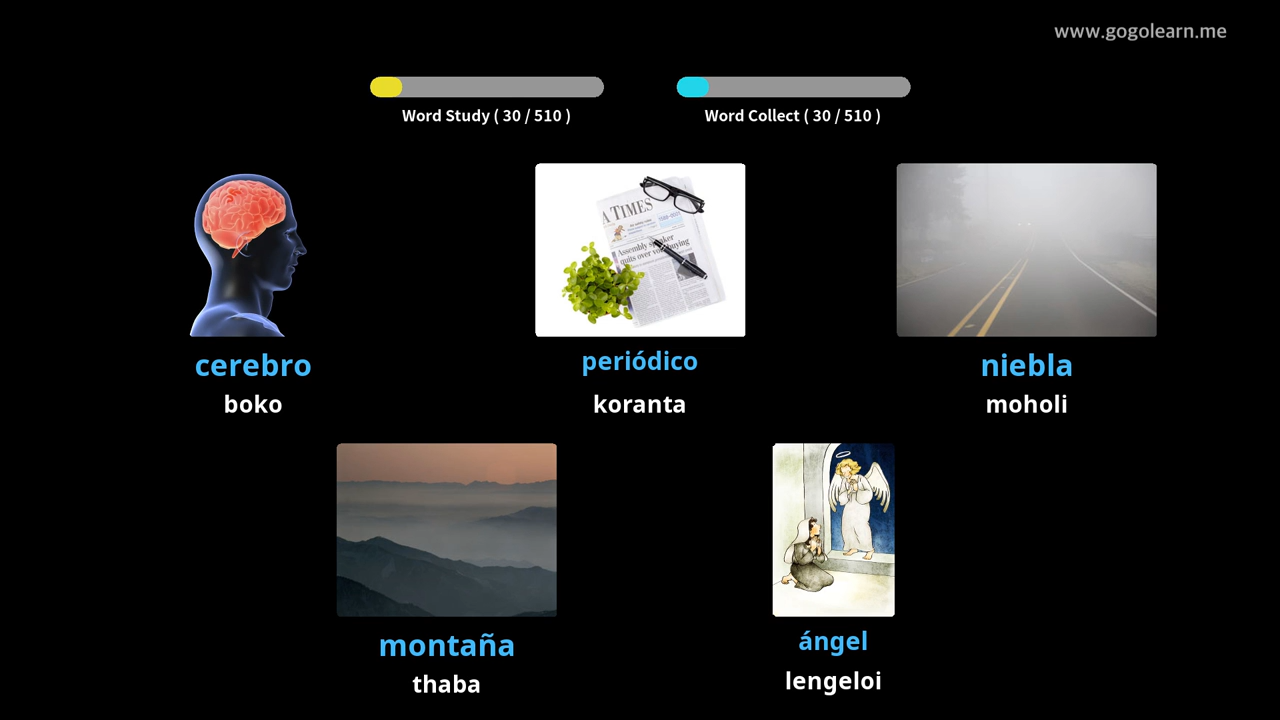 www.gogolearn.me
Word Study ( 30 / 510 )
Word Collect ( 30 / 510 )
A TIMES
cerebro
periódico
niebla
boko
koranta
moholi
montaña
ángel
thaba
lengeloi